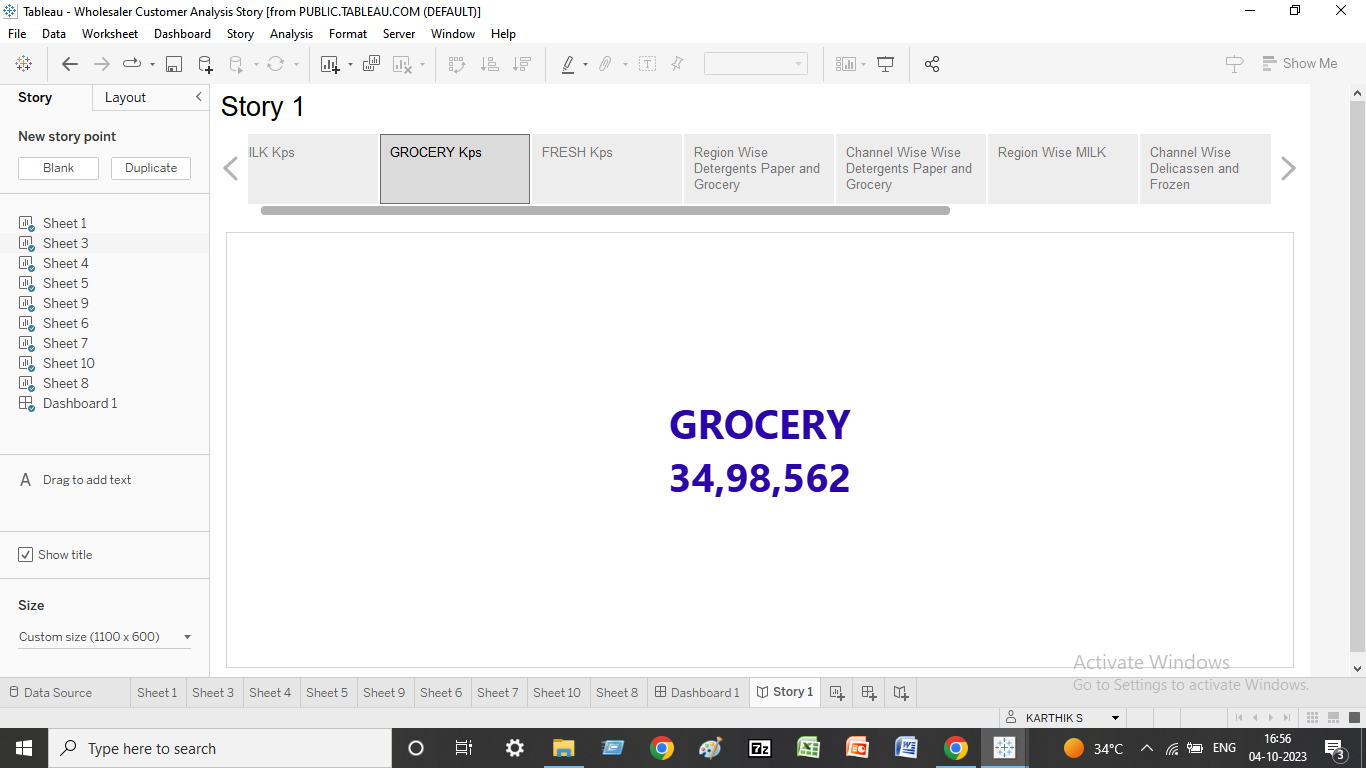 Tableau - Wholesaler Customer Analysis Story [from PUBLIC.TABLEAU.COM (DEFAULT)]
File Data Worksheet Dashboard Story Analysis Format Server Window Help
Show Me
Story Layout
New story point
Blank Duplicate
Sheet 1
Sheet 3
Sheet 4
Sheet 5
Sheet 9
Sheet 6
Sheet 7
Sheet 10
Sheet 8
Dashboard 1
A Drag to add text
Show title
Size
Custom size (1100 x 600)
Story 1
ILK Kps
GROCERY Kps
FRESH Kps
Region Wise
Detergents Paper and
Grocery
Channel Wise Wise
Detergents Paper and
Grocery
Region Wise MILK
Channel Wise
Delicassen and
Frozen
GROCERY
34,98,562
Activate Windows
Go to Settings to activate Windows.
Data Source Sheet 1 Sheet 3 Sheet 4 Sheet 5 Sheet 9 Sheet 6 Sheet 7 Sheet 10 Sheet 8 Dashboard 1 Story 1
KARTHIK S
Type here to search
7z
34°C
ENG
16:56
04-10-2023
3